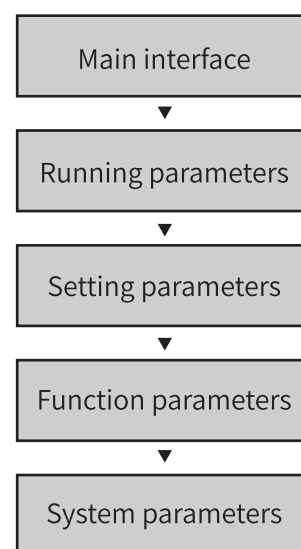 Main interface
Running parameters
Setting parameters
Function parameters
System parameters